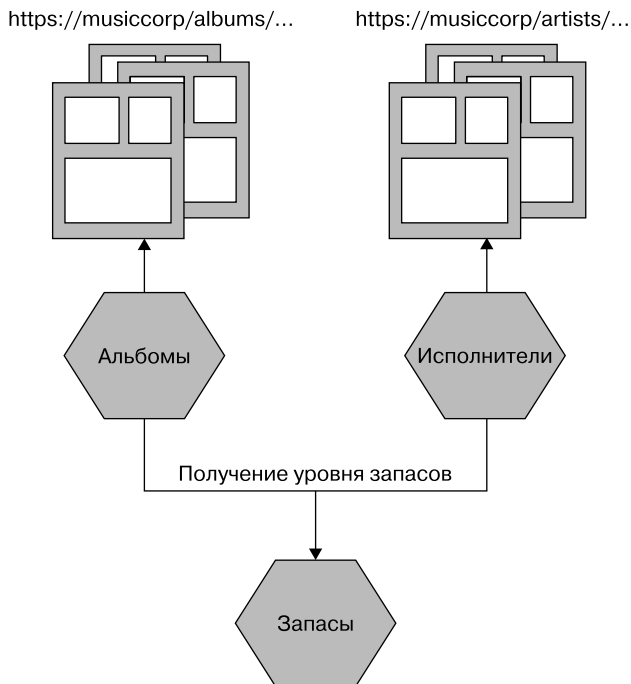 https://musiccorp/albums/...
https://musiccorp/artists/...
Альбомы
Исполнители
Получение уровня запасов
Запасы